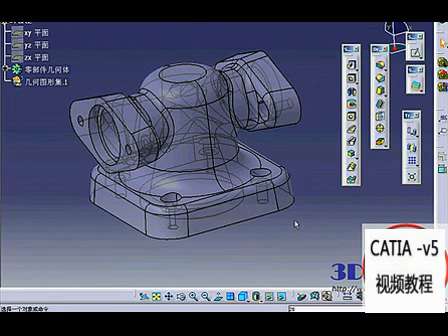 xy 平面
yz 平面
zx 平面
零部件几何体
几何图形集.1
3D
http://w
CATIA -v5
视频教程
选择一个对象或命令